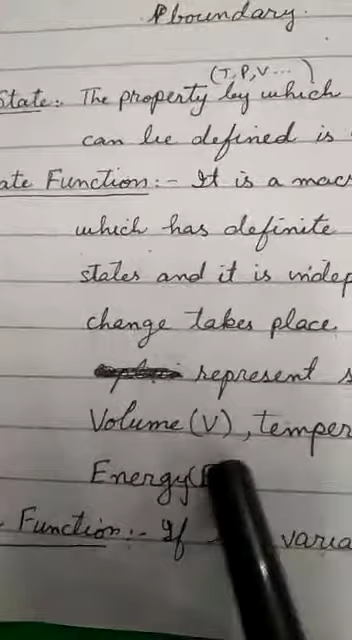 boundary.
(T, P, V ... )
State:. The property by which
can be defined is
ate Function:- It is a mac
which has definite
states and it is indep
change takes place.
represent s
Volume (V), temper
Energy(
Function:- If varia